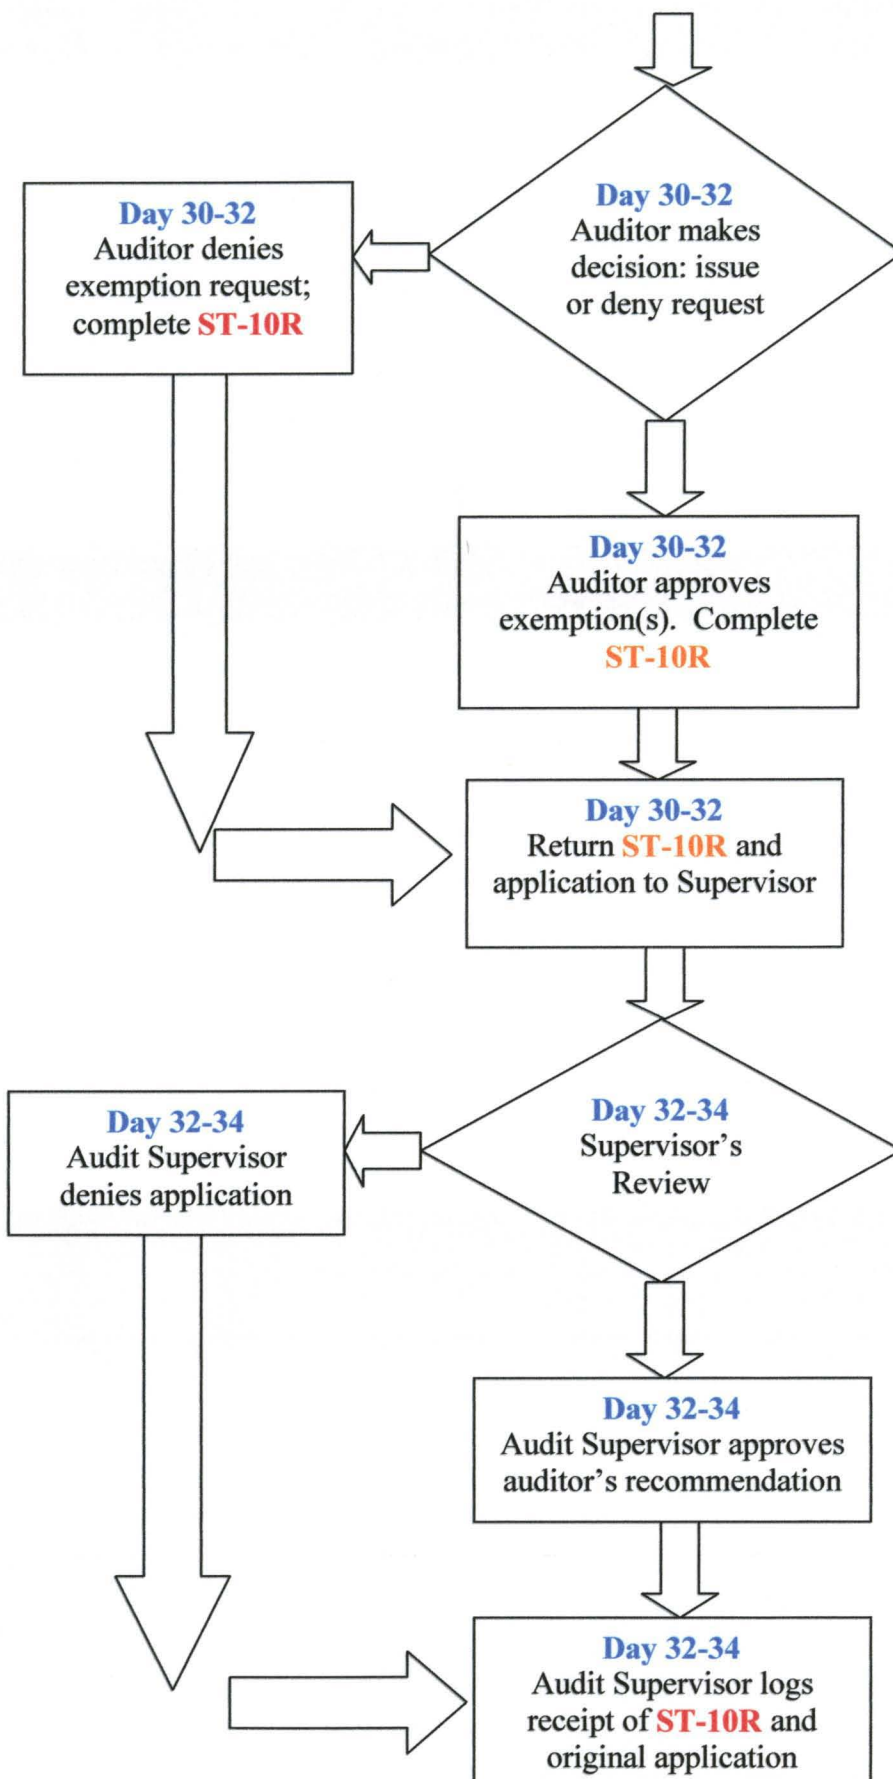 Day 30-32
Auditor makes
decision: issue
or deny request
Day 30-32
Auditor denies
exemption request;
complete ST-10R
Day 30-32
Auditor approves
exemption(s).  Complete
ST-10R
Day 30-32
Return ST-10R and
application to Supervisor
Day 32-34
Supervisor’s
Review
Day 32-34
Audit Supervisor
denies application
Day 32-34
Audit Supervisor approves
auditor’s recommendation
Day 32-34
Audit Supervisor logs
receipt of ST-10R and
original application